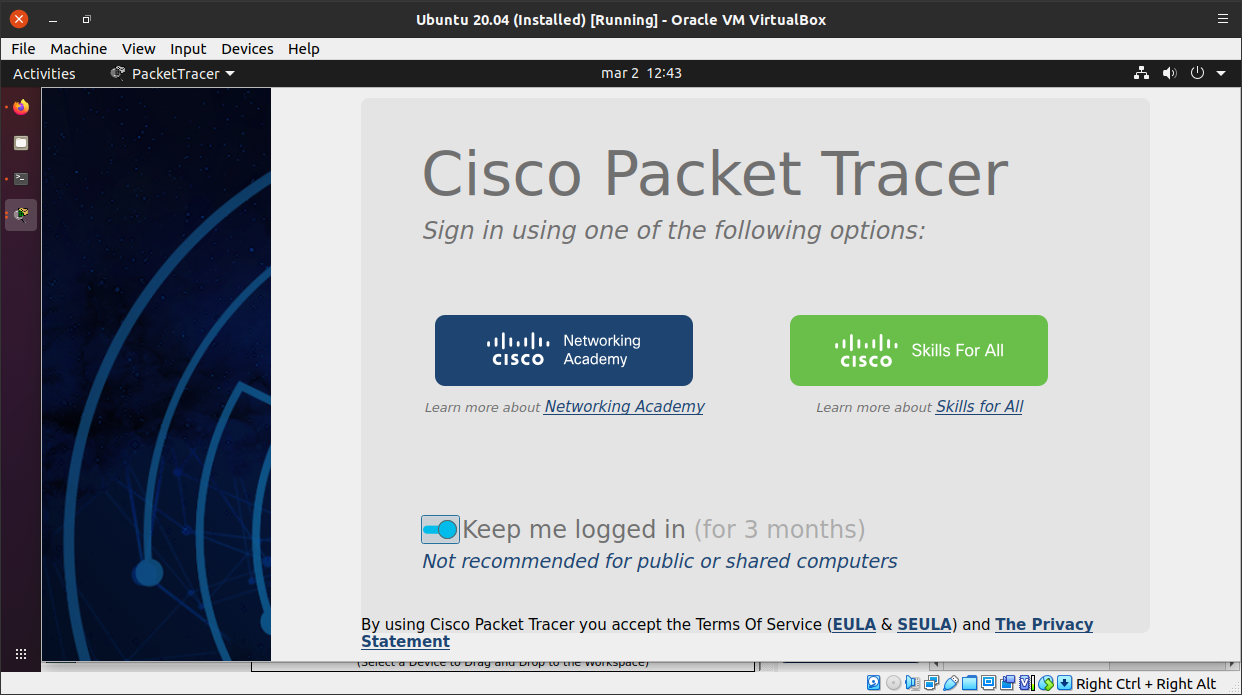 Ubuntu 20.04 (Installed) [Running] - Oracle VM VirtualBox
File Machine View Input Devices Help
Activities PacketTracer mar 2 12:43
Cisco Packet Tracer
Sign in using one of the following options:
CISCO Networking Academy
CISCO Skills For All
Learn more about Networking Academy
Learn more about Skills for All
Keep me logged in (for 3 months)
Not recommended for public or shared computers
By using Cisco Packet Tracer you accept the Terms Of Service (EULA & SEULA) and The Privacy
Statement
(Select a Device to Drag and Drop to the Workspace)
Right Ctrl + Right Alt